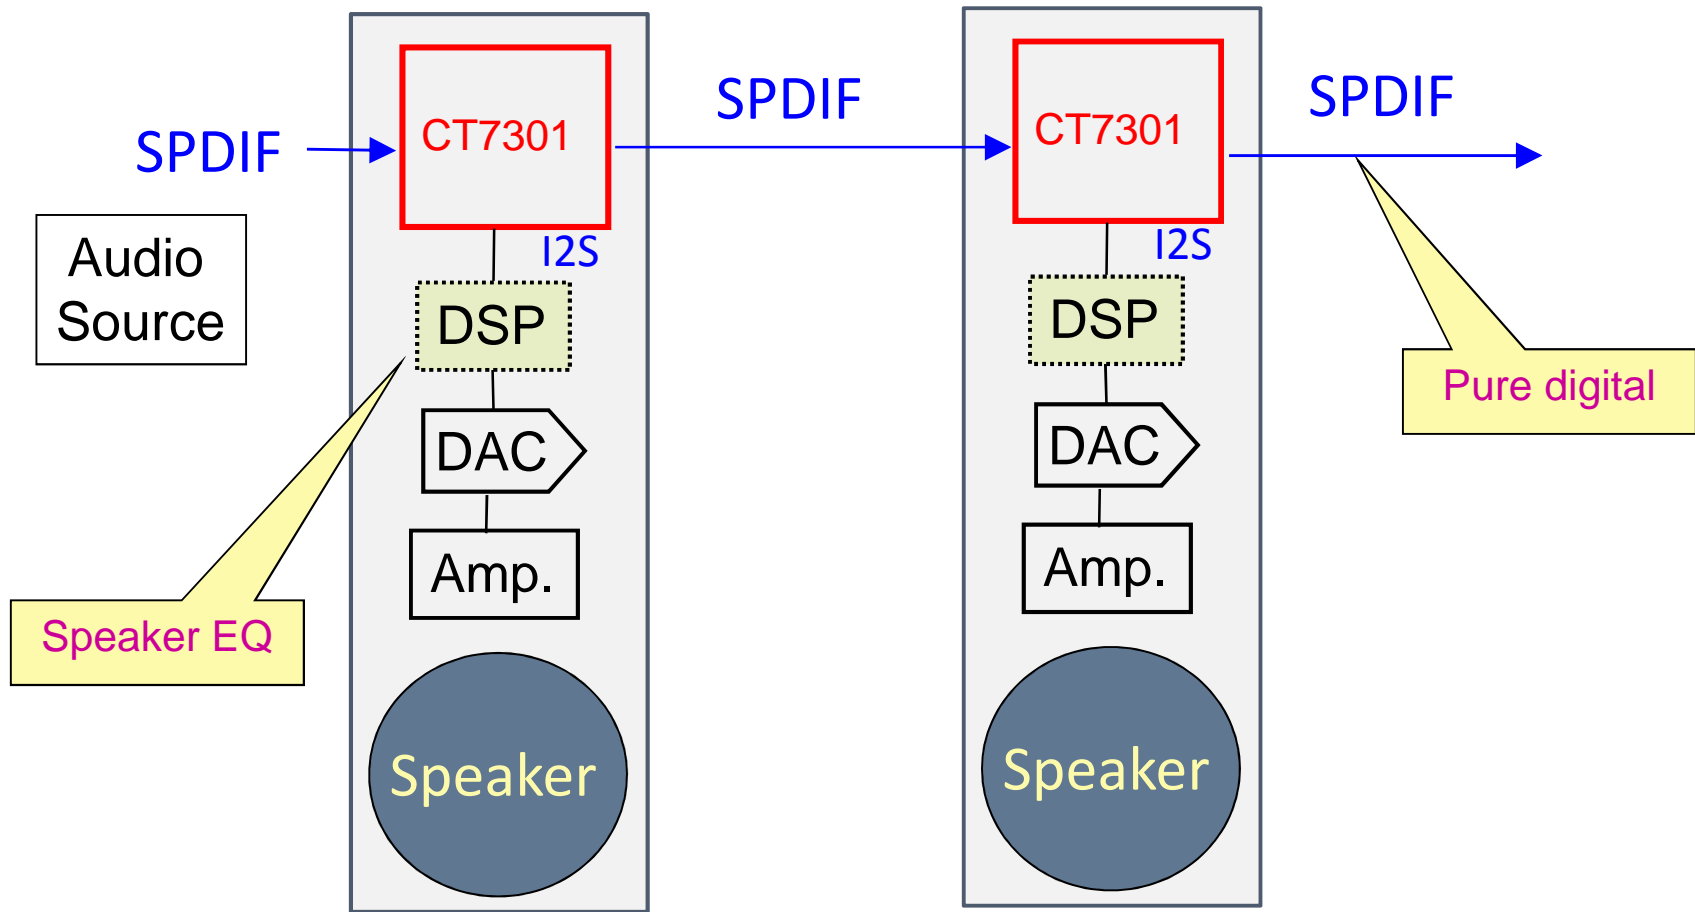 SPDIF
Audio
Source
CT7301
I2S
DSP
DAC
Amp.
Speaker
Speaker EQ
SPDIF
CT7301
I2S
DSP
DAC
Amp.
Speaker
SPDIF
Pure digital